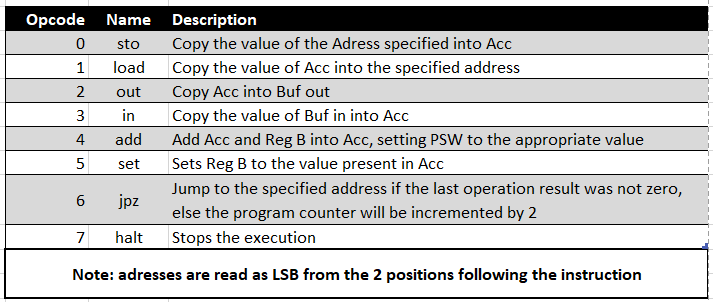 Opcode Name Description
0 sto Copy the value of the Adress specified into Acc
1 load Copy the value of Acc into the specified address
2 out Copy Acc into Buf out
3 in Copy the value of Buf in into Acc
4 add Add Acc and Reg B into Acc, setting PSW to the appropriate value
5 set Sets Reg B to the value present in Acc
6 jpz Jump to the specified address if the last operation result was not zero,
else the program counter will be incremented by 2
7 halt Stops the execution
Note: adresses are read as LSB from the 2 positions following the instruction